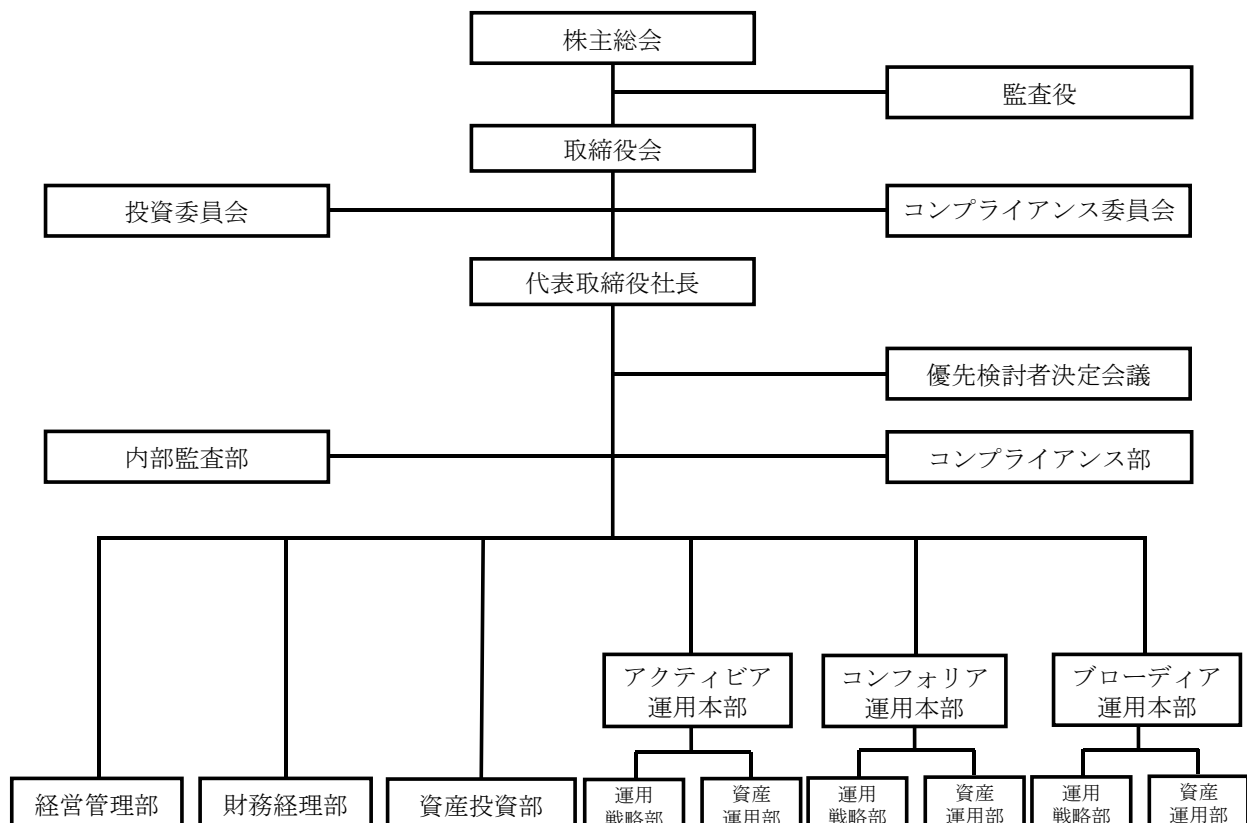 株主総会
監査役
取締役会
投資委員会
コンプライアンス委員会
代表取締役社長
優先検討者決定会議
内部監査部
コンプライアンス部
アクティビア
運用本部
コンフォリア
運用本部
ブローディア
運用本部
経営管理部
財務経理部
資産投資部
運用
戦略部
資産
運用部
運用
戦略部
資産
運用部
運用
戦略部
資産
運用部